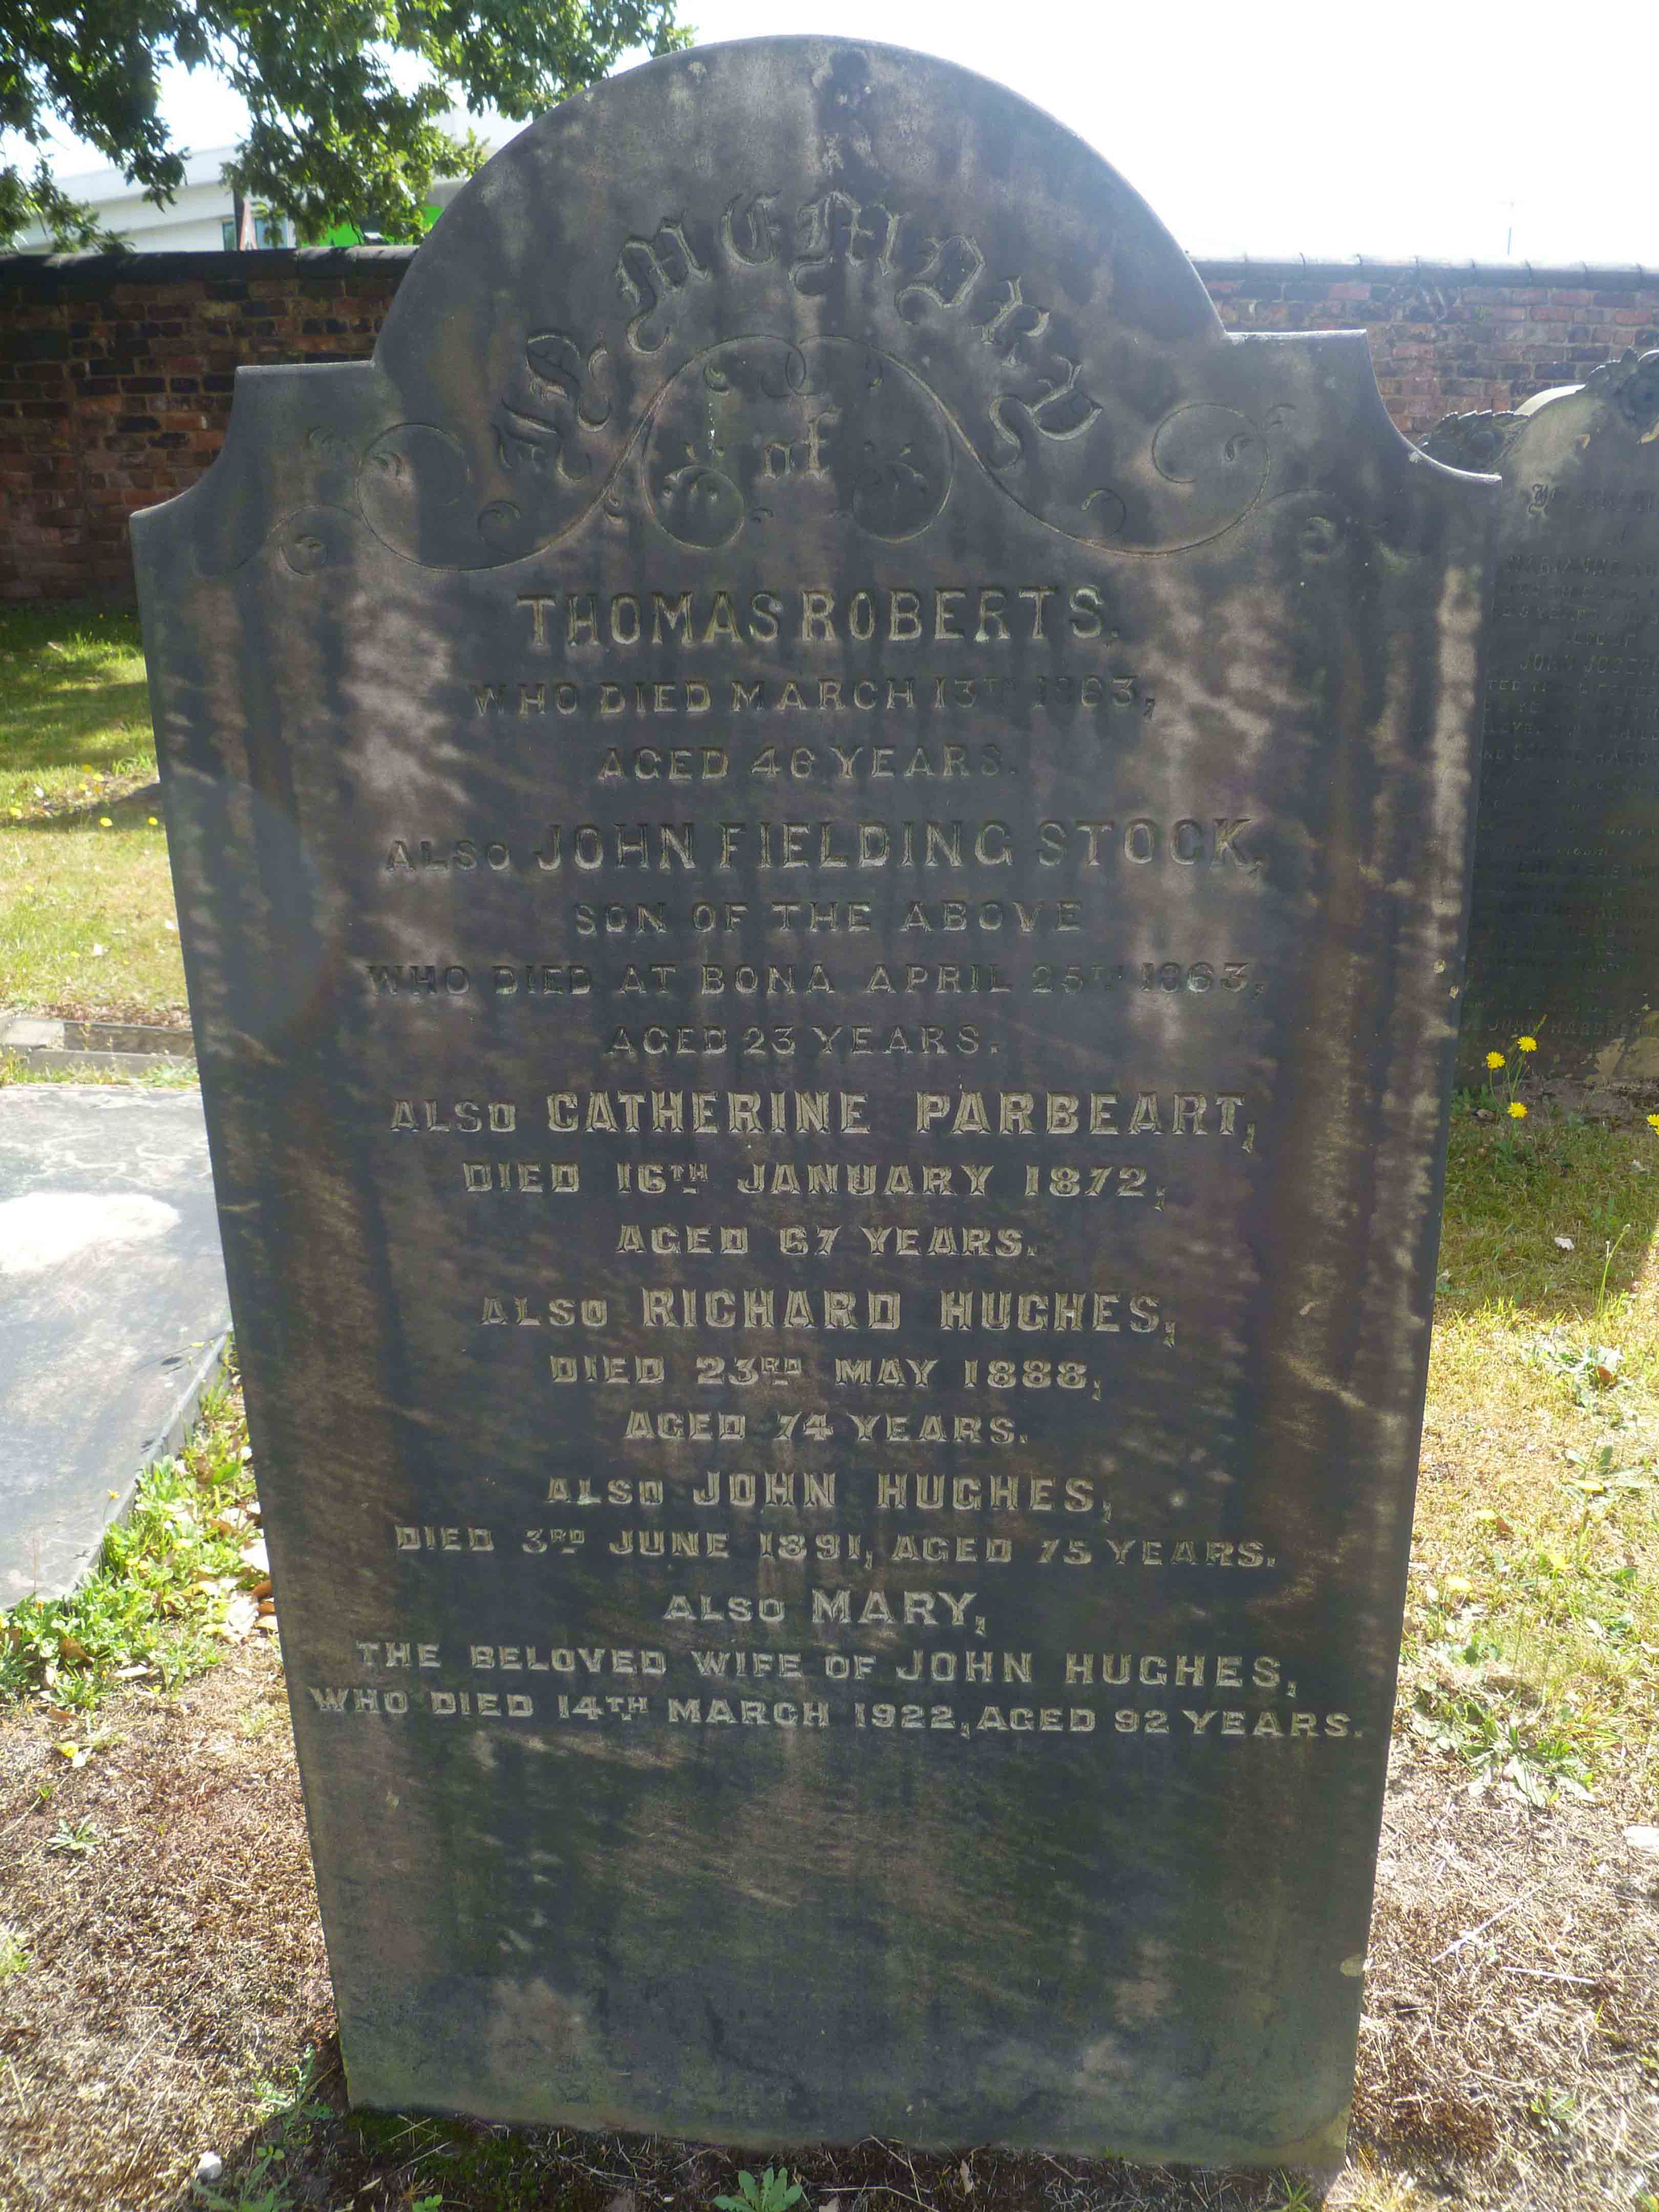 In Memory
of
THOMAS ROBERTS,
WHO DIED MARCH 13TH 1863,
AGED 46 YEARS.
ALSO JOHN FIELDING STOCK,
SON OF THE ABOVE
WHO DIED AT BONA APRIL 25TH 1863,
AGED 23 YEARS.
ALSO CATHERINE PARBEART,
DIED 16TH JANUARY 1872,
AGED 67 YEARS.
ALSO RICHARD HUGHES,
DIED 23RD MAY 1888,
AGED 74 YEARS.
ALSO JOHN HUGHES,
DIED 3RD JUNE 1891, AGED 75 YEARS.
ALSO MARY,
THE BELOVED WIFE OF JOHN HUGHES,
WHO DIED 14TH MARCH 1922, AGED 92 YEARS.
JOHN